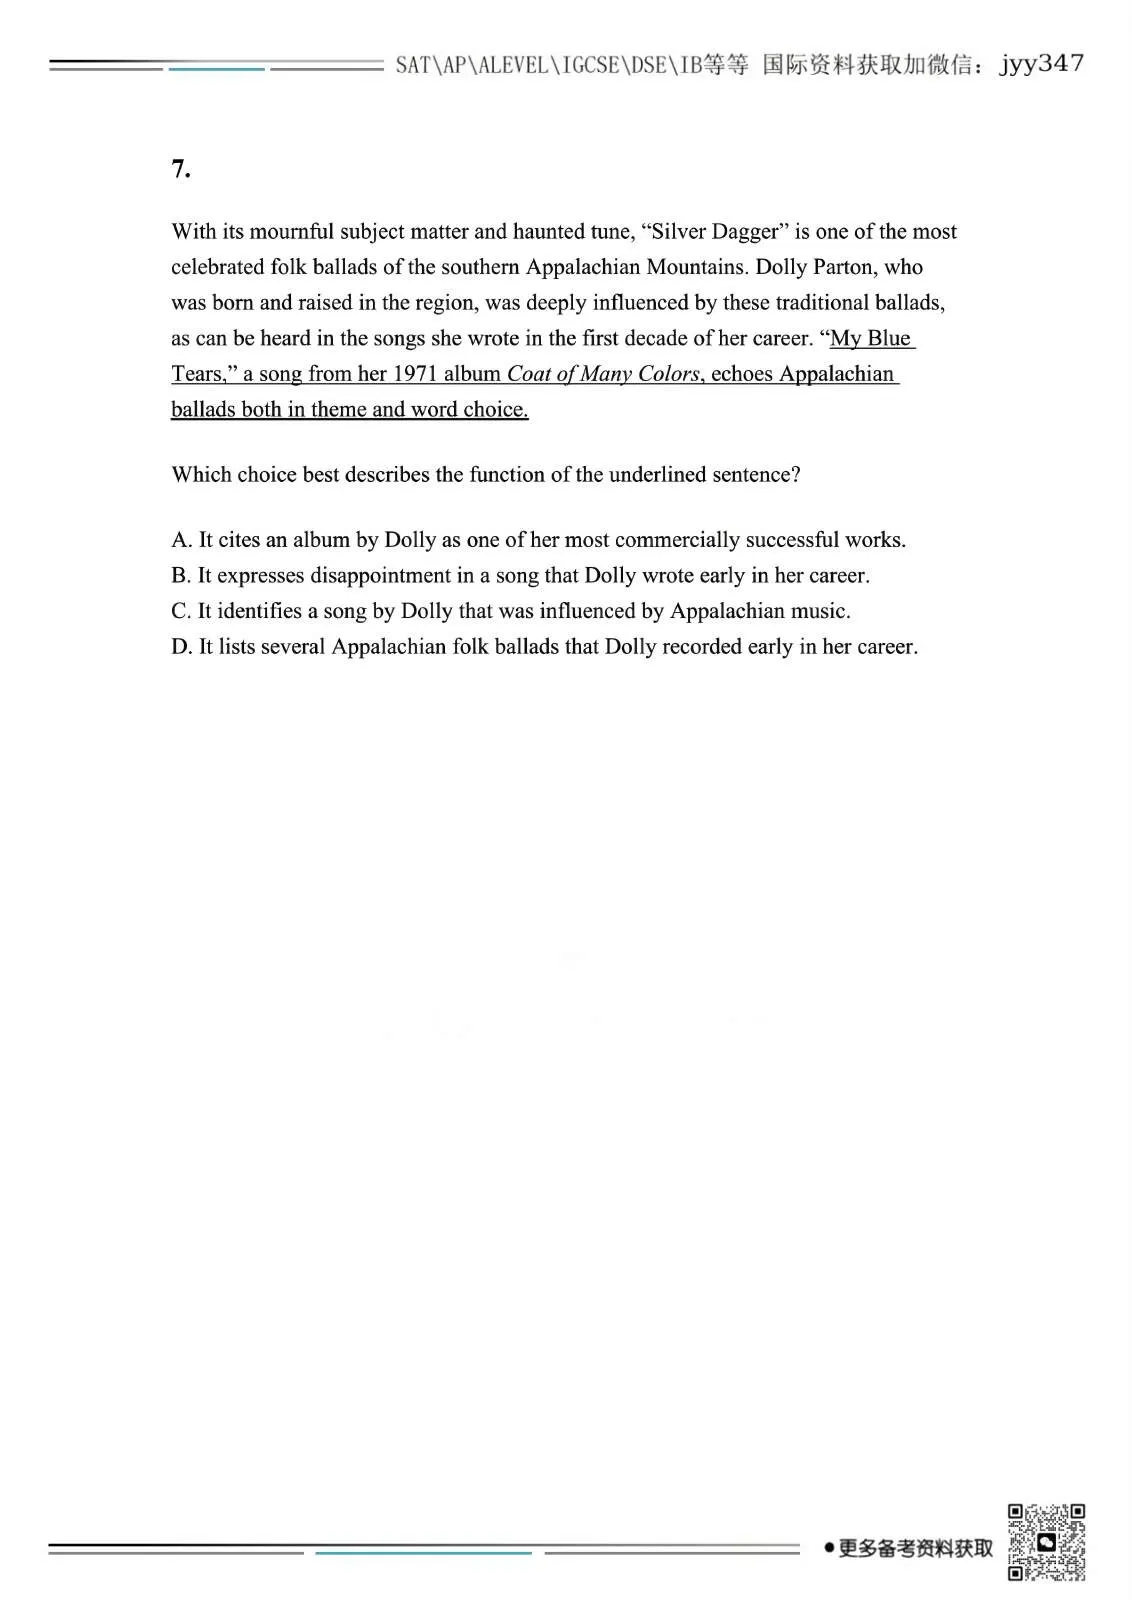 SAT\AP\ALEVEL\IGCSE\DSE\IB等等 国际资料获取加微信: jyy347
7.
With its mournful subject matter and haunted tune, “Silver Dagger” is one of the most
celebrated folk ballads of the southern Appalachian Mountains. Dolly Parton, who
was born and raised in the region, was deeply influenced by these traditional ballads,
as can be heard in the songs she wrote in the first decade of her career. “My Blue
Tears,” a song from her 1971 album Coat of Many Colors, echoes Appalachian
ballads both in theme and word choice.
Which choice best describes the function of the underlined sentence?
A. It cites an album by Dolly as one of her most commercially successful works.
B. It expresses disappointment in a song that Dolly wrote early in her career.
C. It identifies a song by Dolly that was influenced by Appalachian music.
D. It lists several Appalachian folk ballads that Dolly recorded early in her career.
●更多备考资料获取